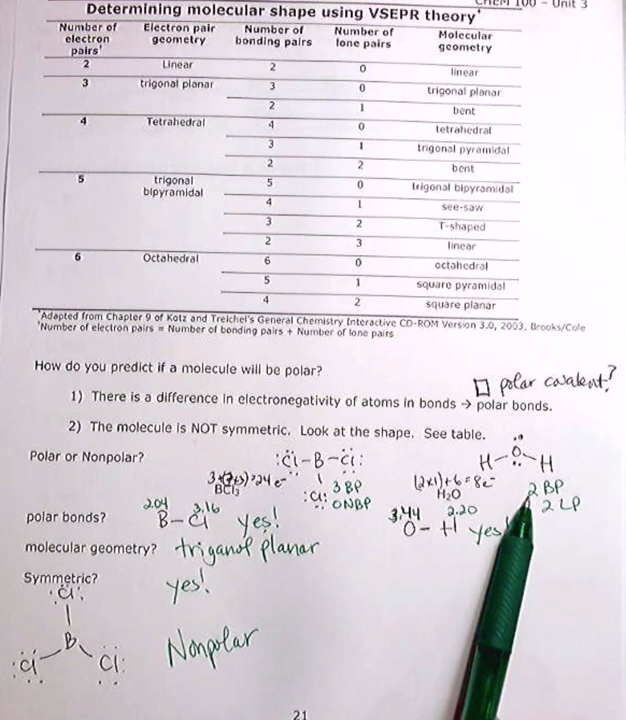 CHEM 100 – Unit 3
Determining molecular shape using VSEPR theory†
Number of electron pairs† Electron pair geometry Number of bonding pairs Number of lone pairs Molecular geometry
2 Linear 2 0 linear
3 trigonal planar 3 0 trigonal planar
2 1 bent
4 Tetrahedral 4 0 tetrahedral
3 1 trigonal pyramidal
2 2 bent
5 trigonal bipyramidal 5 0 trigonal bipyramidal
4 1 see-saw
3 2 T-shaped
2 3 linear
6 Octahedral 6 0 octahedral
5 1 square pyramidal
4 2 square planar
Adapted from Chapter 9 of Kotz and Treichel's General Chemistry Interactive CD-ROM Version 3.0, 2003. Brooks/Cole
†Number of electron pairs = Number of bonding pairs + Number of lone pairs
How do you predict if a molecule will be polar?
□ polar covalent?
1) There is a difference in electronegativity of atoms in bonds → polar bonds.
2) The molecule is NOT symmetric. Look at the shape. See table.
Polar or Nonpolar? :Cl–B–Cl: H–O–H
=24 e⁻ (2x1)+6=8e⁻
BCl3 :Cl: 3 BP H2O 2 BP
0NBP 2 LP
2.04 3.16 3.44 2.20
polar bonds? B–Cl yes! O–H yes!
molecular geometry? triganol planar
Symmetric? yes!
:Cl:
B
:Cl Cl:
Nonpolar
21